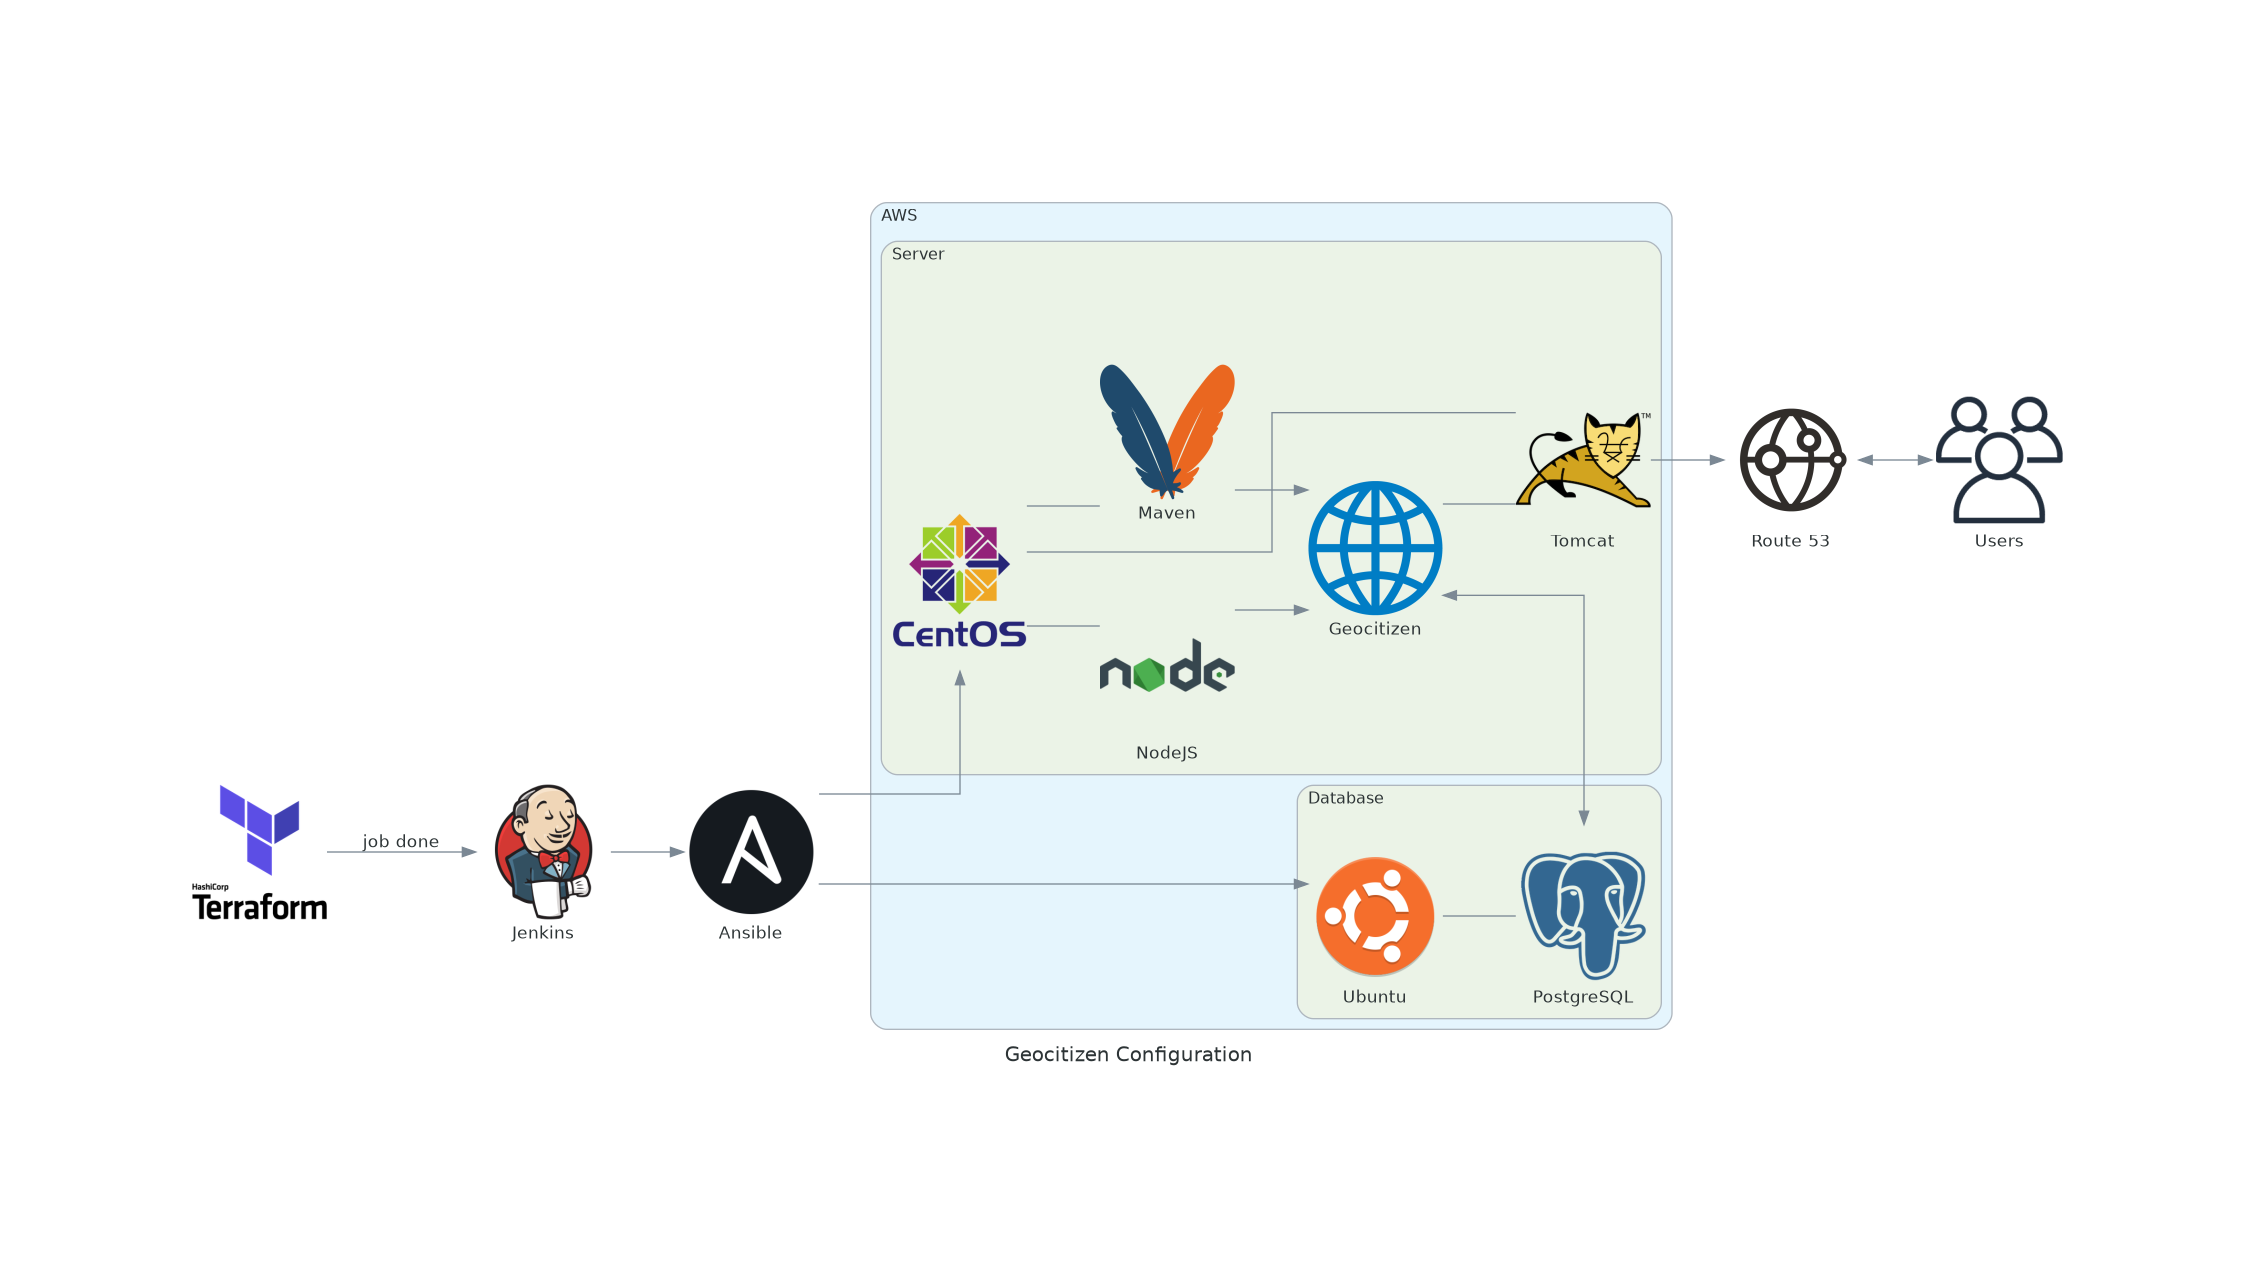 AWS
Server
Maven
TM
Tomcat
Route 53
Users
CentOS
Geocitizen
node
NodeJS
Database
job done
HashiCorp
Terraform
Jenkins
Ansible
Ubuntu
PostgreSQL
Geocitizen Configuration